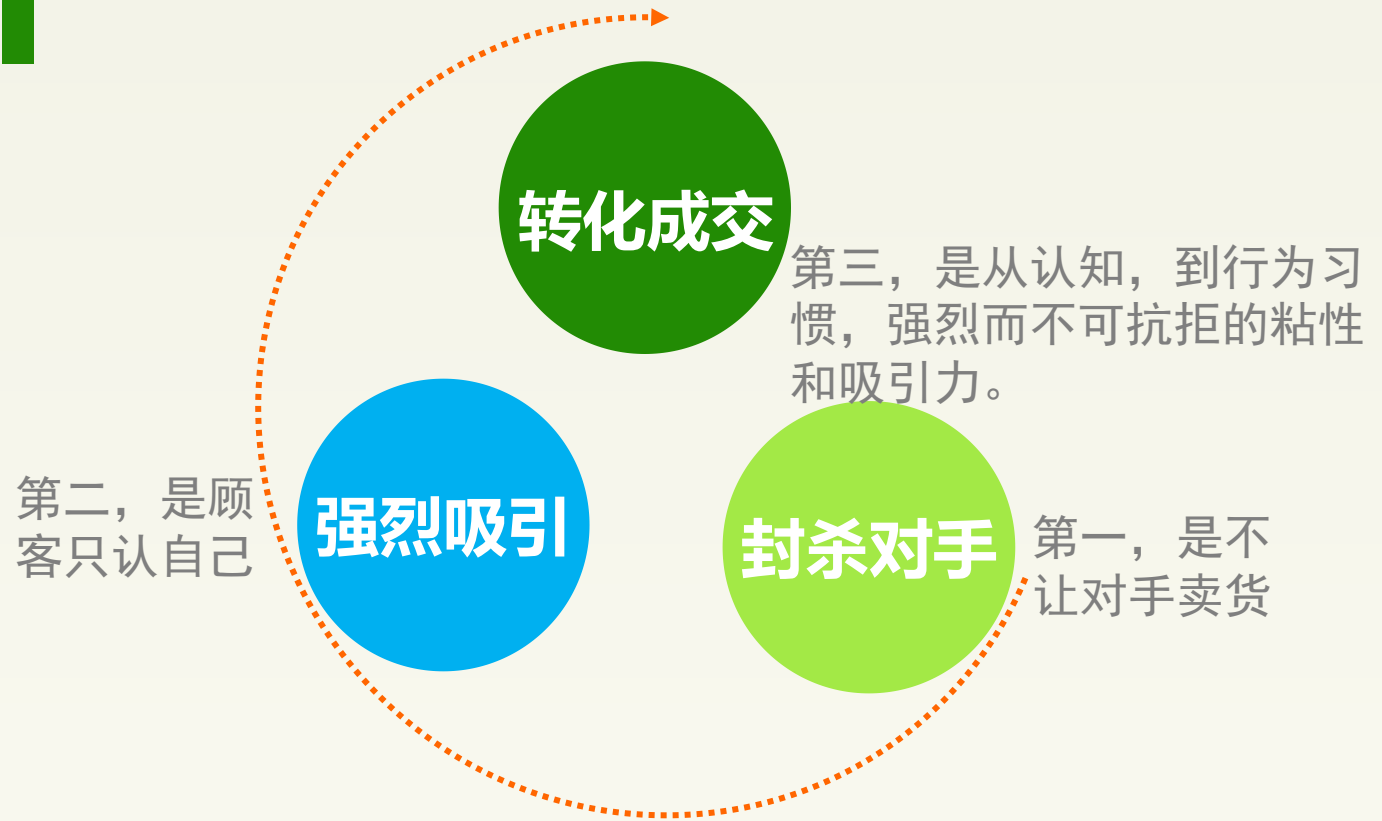 转化成交
第三，是从认知，到行为习
惯，强烈而不可抗拒的粘性
和吸引力。
强烈吸引
第二，是顾
客只认自己
封杀对手
第一，是不
让对手卖货